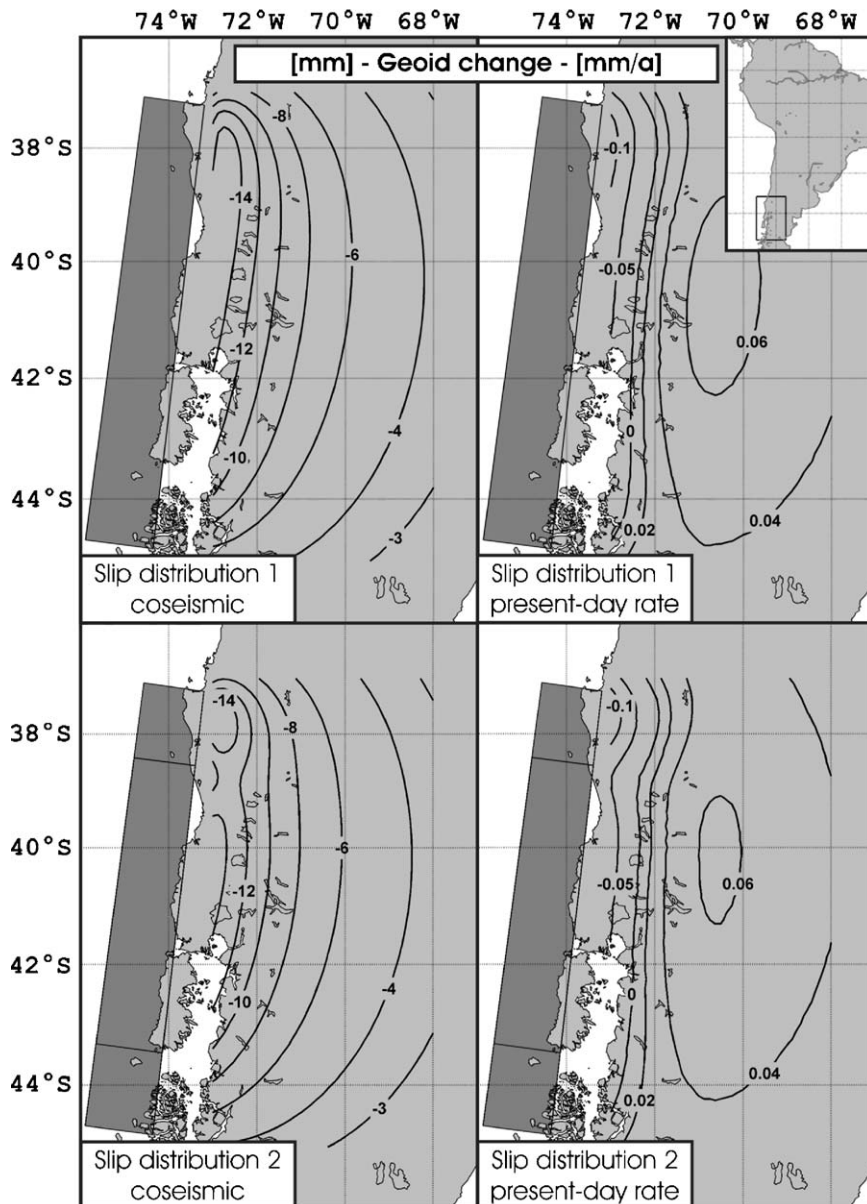 74°W 72°W 70°W 68°W 74°W 72°W 70°W 68°W
[mm] - Geoid change - [mm/a]
38°S
40°S
42°S
44°S
-8
-14
-6
-12
-4
-10
-3
Slip distribution 1
coseismic
-0.1
-0.05
0.06
0
0.04
0.02
Slip distribution 1
present-day rate
38°S
40°S
42°S
44°S
-14
-8
-6
-12
-4
-10
-3
Slip distribution 2
coseismic
-0.1
-0.05
0.06
0
0.04
0.02
Slip distribution 2
present-day rate